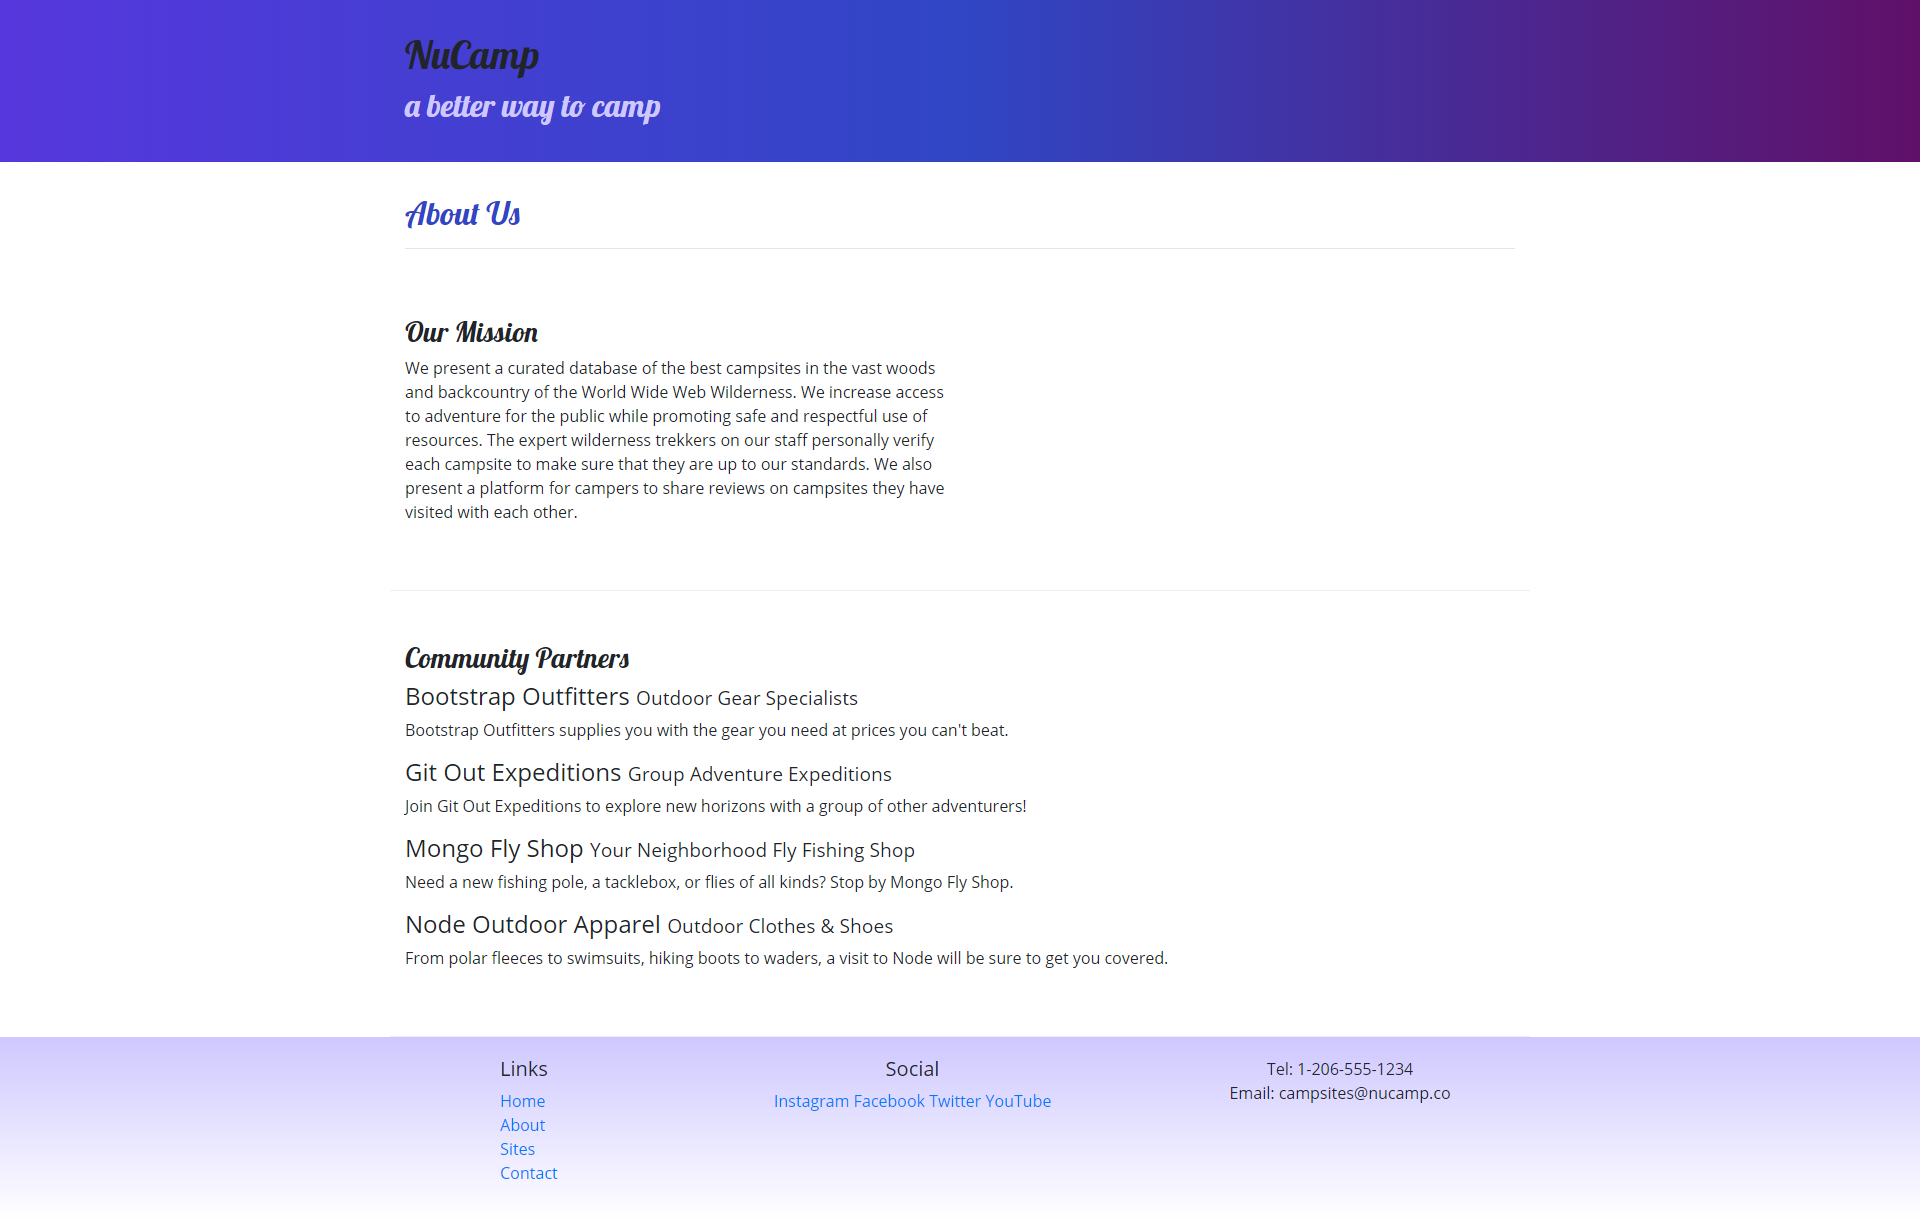 NuCamp
a better way to camp
About Us
Our Mission
We present a curated database of the best campsites in the vast woods
and backcountry of the World Wide Web Wilderness. We increase access
to adventure for the public while promoting safe and respectful use of
resources. The expert wilderness trekkers on our staff personally verify
each campsite to make sure that they are up to our standards. We also
present a platform for campers to share reviews on campsites they have
visited with each other.
Community Partners
Bootstrap Outfitters Outdoor Gear Specialists
Bootstrap Outfitters supplies you with the gear you need at prices you can't beat.
Git Out Expeditions Group Adventure Expeditions
Join Git Out Expeditions to explore new horizons with a group of other adventurers!
Mongo Fly Shop Your Neighborhood Fly Fishing Shop
Need a new fishing pole, a tacklebox, or flies of all kinds? Stop by Mongo Fly Shop.
Node Outdoor Apparel Outdoor Clothes & Shoes
From polar fleeces to swimsuits, hiking boots to waders, a visit to Node will be sure to get you covered.
Links
Home
About
Sites
Contact
Social
Instagram Facebook Twitter YouTube
Tel: 1-206-555-1234
Email: campsites@nucamp.co